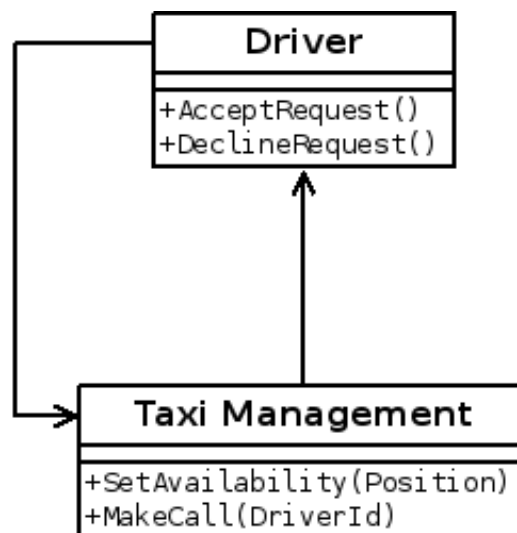 Driver
+AcceptRequest()
+DeclineRequest()
Taxi Management
+SetAvailability(Position)
+MakeCall(DriverId)